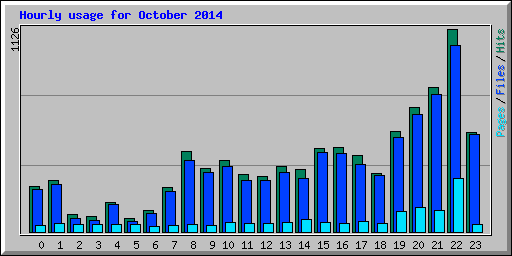 Hourly usage for October 2014
1126
Pages/Files/Hits
0 1 2 3 4 5 6 7 8 9 10 11 12 13 14 15 16 17 18 19 20 21 22 23